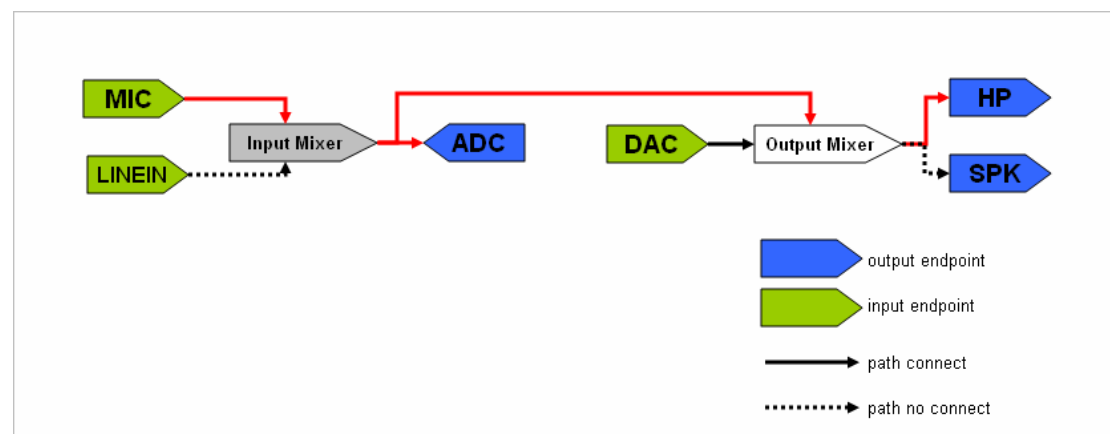 MIC
HP
Input Mixer
ADC
DAC
Output Mixer
LINEIN
SPK
output endpoint
input endpoint
path connect
path no connect